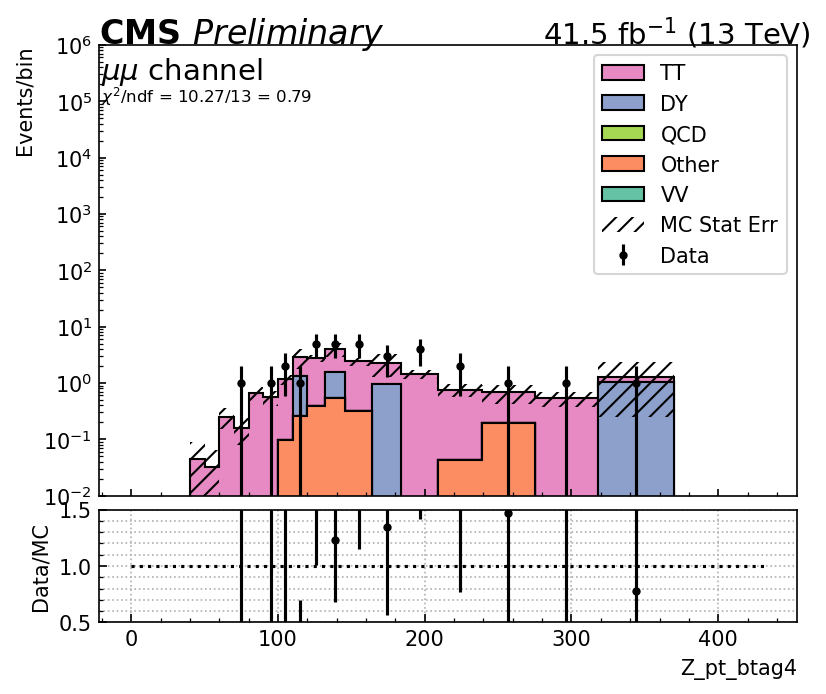 CMS Preliminary 41.5 fb⁻¹ (13 TeV)
Events/bin
μμ channel
χ²/ndf = 10.27/13 = 0.79
10⁶
10⁵
10⁴
10³
10²
10¹
10⁰
10⁻¹
10⁻²
TT
DY
QCD
Other
VV
MC Stat Err
Data
Data/MC
1.5
1.0
0.5
0 100 200 300 400
Z_pt_btag4